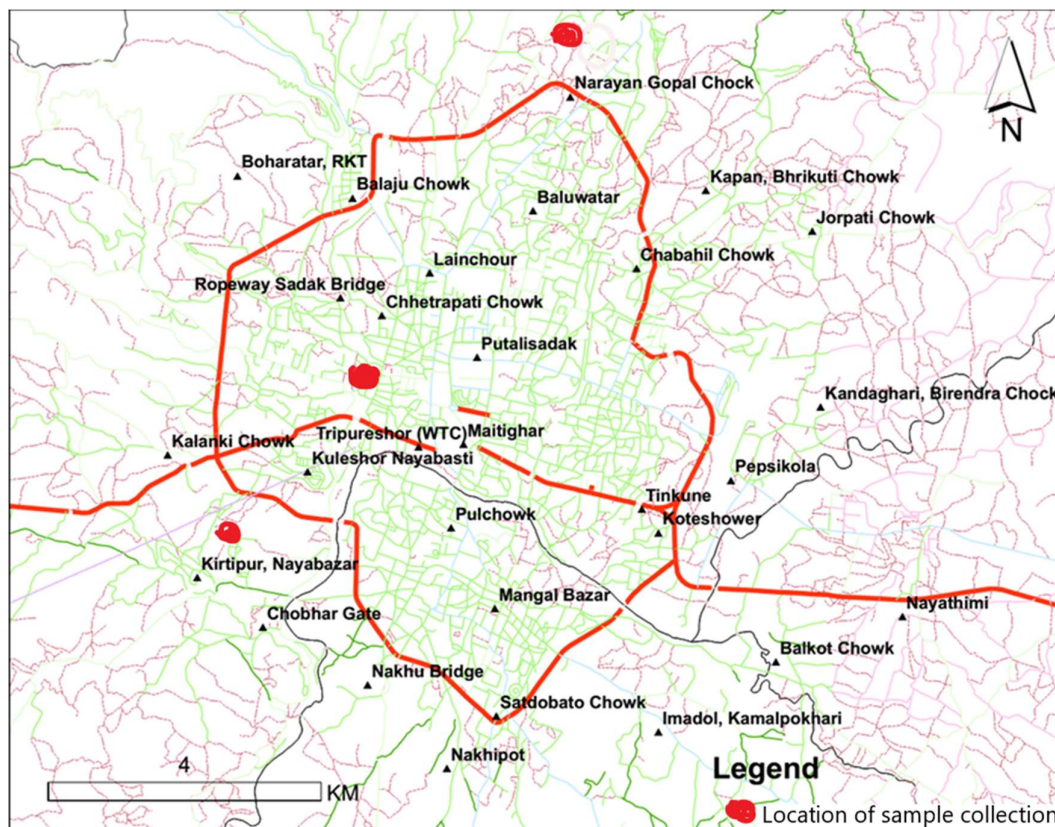 Narayan Gopal Chock
N
Boharatar, RKT
Balaju Chowk
Kapan, Bhrikuti Chowk
Baluwatar
Jorpati Chowk
Chabahil Chowk
Lainchour
Ropeway Sadak Bridge
Chhetrapati Chowk
Putalisadak
Kandaghari, Birendra Chock
Kalanki Chowk
Tripureshor (WTC)
Maitighar
Kuleshor Nayabasti
Pepsikola
Tinkune
Koteshower
Pulchowk
Kirtipur, Nayabazar
Mangal Bazar
Nayathimi
Chobhar Gate
Balkot Chowk
Nakhu Bridge
Satdobato Chowk
Imadol, Kamalpokhari
Nakhipot
4
KM
Legend
Location of sample collection